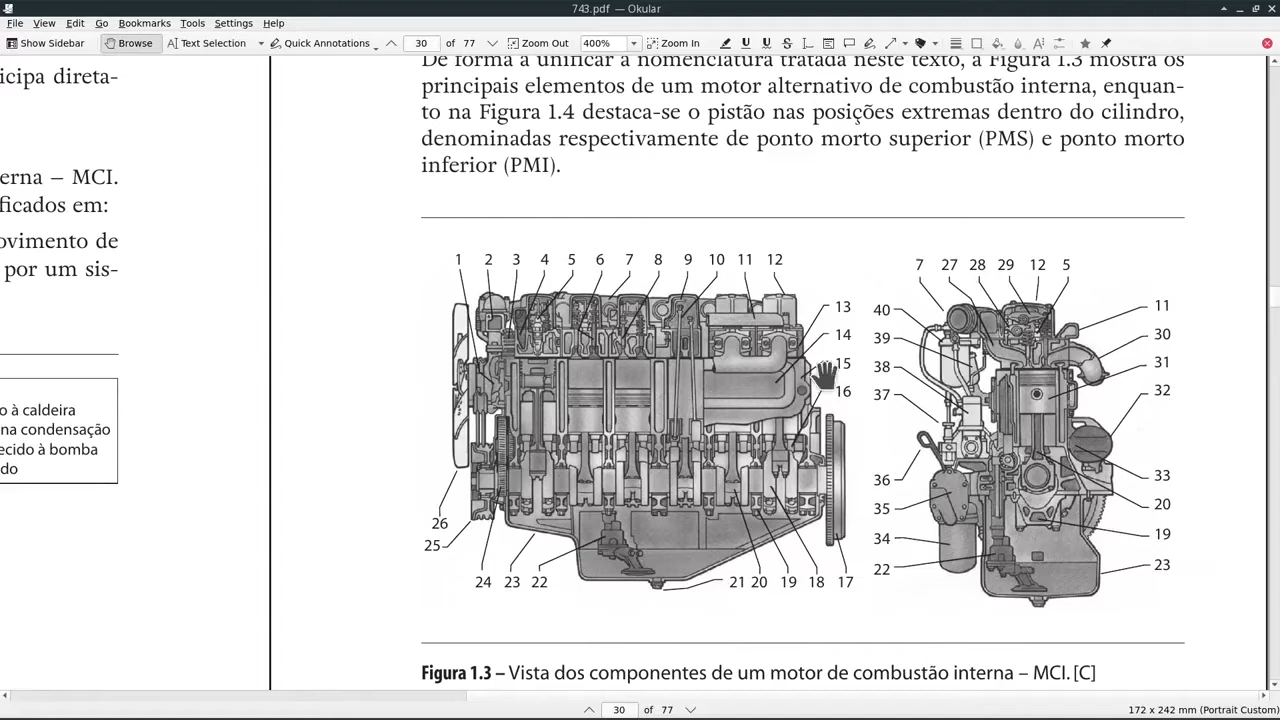 743.pdf — Okular
File View Edit Go Bookmarks Tools Settings Help
Show Sidebar Browse Text Selection Quick Annotations 30 of 77 Zoom Out 400% Zoom In
icipa direta-
erna – MCI.
ficados em:
ovimento de
por um sis-
o à caldeira
na condensação
ecido à bomba
do
De forma a unificar a nomenclatura tratada neste texto, a Figura 1.3 mostra os
principais elementos de um motor alternativo de combustão interna, enquan-
to na Figura 1.4 destaca-se o pistão nas posições extremas dentro do cilindro,
denominadas respectivamente de ponto morto superior (PMS) e ponto morto
inferior (PMI).
1 2 3 4 5 6 7 8 9 10 11 12
13
14
15
16
26
25
24 23 22 21 20 19 18 17
7 27 28 29 12 5
40
39
38
37
36
35
34
22
11
30
31
32
33
20
19
23
Figura 1.3 – Vista dos componentes de um motor de combustão interna – MCI. [C]
30 of 77
172 x 242 mm (Portrait Custom)